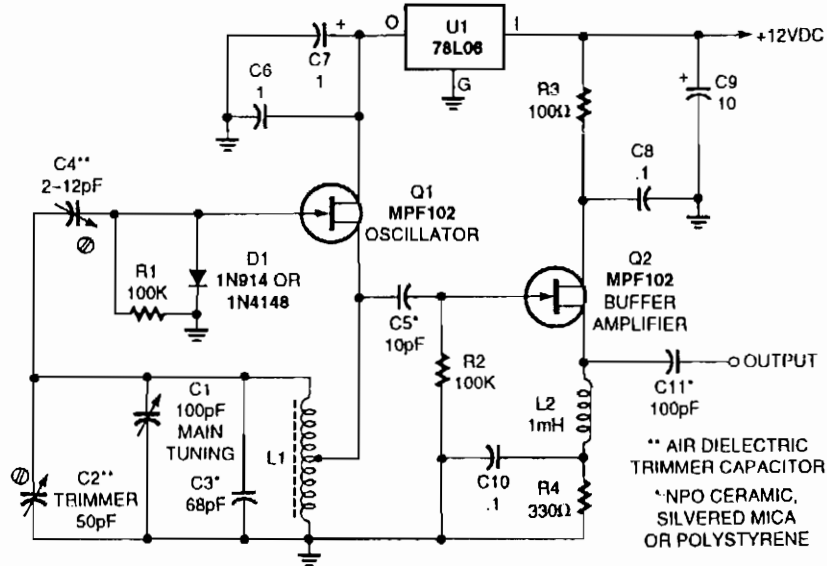 O
U1
78L06
I
G
+12VDC
C7
1
+
C6
1
R3
100Ω
+
C9
10
C8
.1
C4**
2-12pF
Q1
MPF102
OSCILLATOR
R1
100K
D1
1N914 OR
1N4148
Q2
MPF102
BUFFER
AMPLIFIER
C5*
10pF
R2
100K
OUTPUT
C11*
100pF
L2
1mH
C1
100pF
MAIN
TUNING
L1
C2**
TRIMMER
50pF
C3*
68pF
C10
.1
R4
330Ω
** AIR DIELECTRIC
TRIMMER CAPACITOR
*NPO CERAMIC,
SILVERED MICA
OR POLYSTYRENE